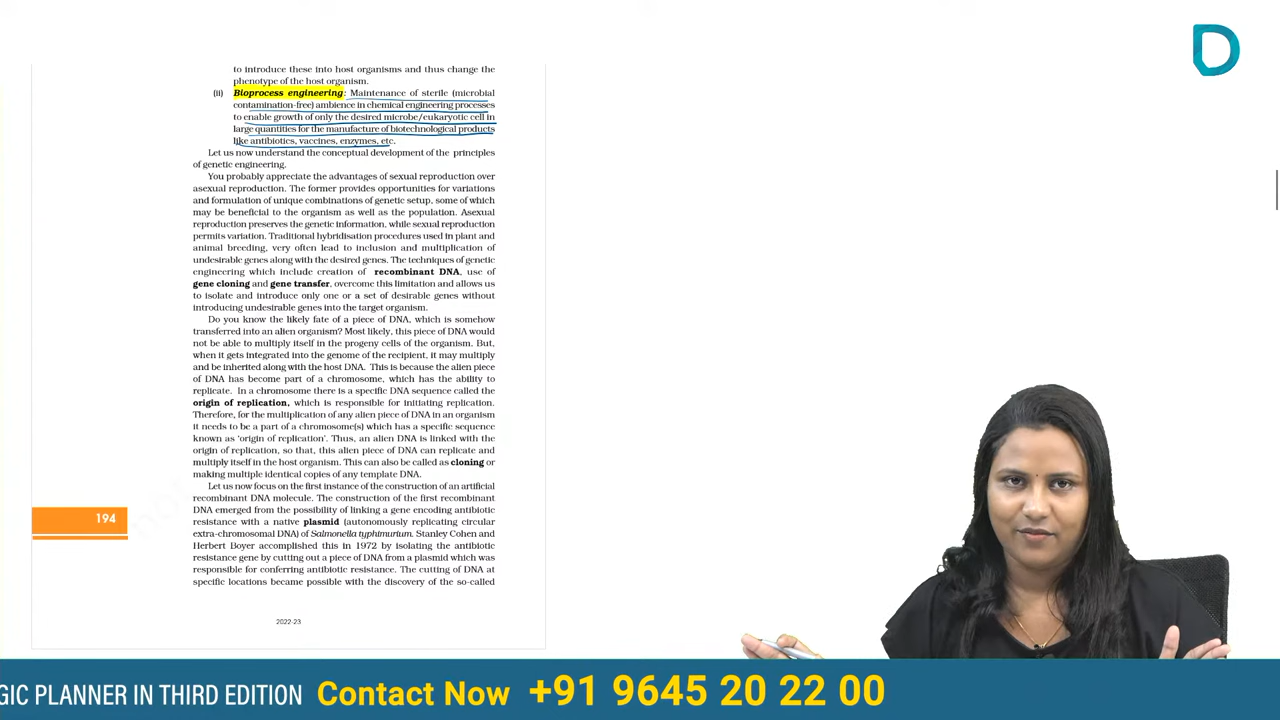 to introduce these into host organisms and thus change the
phenotype of the host organism.
(ii) Bioprocess engineering: Maintenance of sterile (microbial
contamination-free) ambience in chemical engineering processes
to enable growth of only the desired microbe/eukaryotic cell in
large quantities for the manufacture of biotechnological products
like antibiotics, vaccines, enzymes, etc.
Let us now understand the conceptual development of the principles
of genetic engineering.
You probably appreciate the advantages of sexual reproduction over
asexual reproduction. The former provides opportunities for variations
and formulation of unique combinations of genetic setup, some of which
may be beneficial to the organism as well as the population. Asexual
reproduction preserves the genetic information, while sexual reproduction
permits variation. Traditional hybridisation procedures used in plant and
animal breeding, very often lead to inclusion and multiplication of
undesirable genes along with the desired genes. The techniques of genetic
engineering which include creation of recombinant DNA, use of
gene cloning and gene transfer, overcome this limitation and allows us
to isolate and introduce only one or a set of desirable genes without
introducing undesirable genes into the target organism.
Do you know the likely fate of a piece of DNA, which is somehow
transferred into an alien organism? Most likely, this piece of DNA would
not be able to multiply itself in the progeny cells of the organism. But,
when it gets integrated into the genome of the recipient, it may multiply
and be inherited along with the host DNA. This is because the alien piece
of DNA has become part of a chromosome, which has the ability to
replicate. In a chromosome there is a specific DNA sequence called the
origin of replication, which is responsible for initiating replication.
Therefore, for the multiplication of any alien piece of DNA in an organism
it needs to be a part of a chromosome(s) which has a specific sequence
known as ‘origin of replication’. Thus, an alien DNA is linked with the
origin of replication, so that, this alien piece of DNA can replicate and
multiply itself in the host organism. This can also be called as cloning or
making multiple identical copies of any template DNA.
Let us now focus on the first instance of the construction of an artificial
recombinant DNA molecule. The construction of the first recombinant
DNA emerged from the possibility of linking a gene encoding antibiotic
resistance with a native plasmid (autonomously replicating circular
extra-chromosomal DNA) of Salmonella typhimurium. Stanley Cohen and
Herbert Boyer accomplished this in 1972 by isolating the antibiotic
resistance gene by cutting out a piece of DNA from a plasmid which was
responsible for conferring antibiotic resistance. The cutting of DNA at
specific locations became possible with the discovery of the so-called
194
2022-23
GIC PLANNER IN THIRD EDITION Contact Now +91 9645 20 22 00